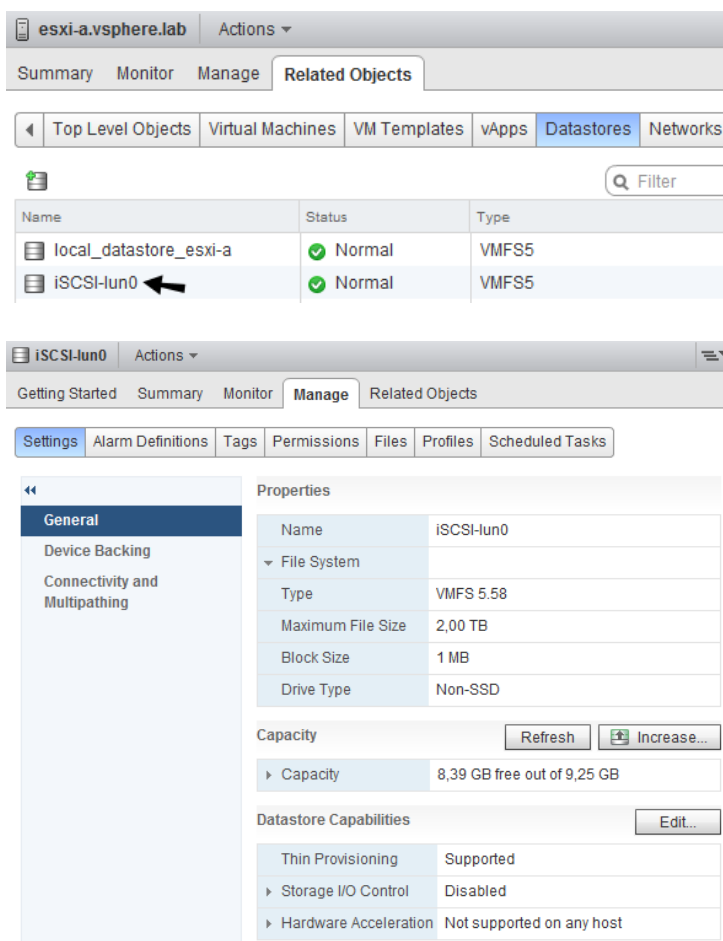 esxi-a.vsphere.lab Actions
Summary Monitor Manage Related Objects
Top Level Objects Virtual Machines VM Templates vApps Datastores Networks
Filter
Name Status Type
local_datastore_esxi-a Normal VMFS5
iSCSI-lun0 Normal VMFS5
iSCSI-lun0 Actions
Getting Started Summary Monitor Manage Related Objects
Settings Alarm Definitions Tags Permissions Files Profiles Scheduled Tasks
General
Device Backing
Connectivity and
Multipathing
Properties
Name iSCSI-lun0
File System
Type VMFS 5.58
Maximum File Size 2,00 TB
Block Size 1 MB
Drive Type Non-SSD
Capacity Refresh Increase...
Capacity 8,39 GB free out of 9,25 GB
Datastore Capabilities Edit...
Thin Provisioning Supported
Storage I/O Control Disabled
Hardware Acceleration Not supported on any host